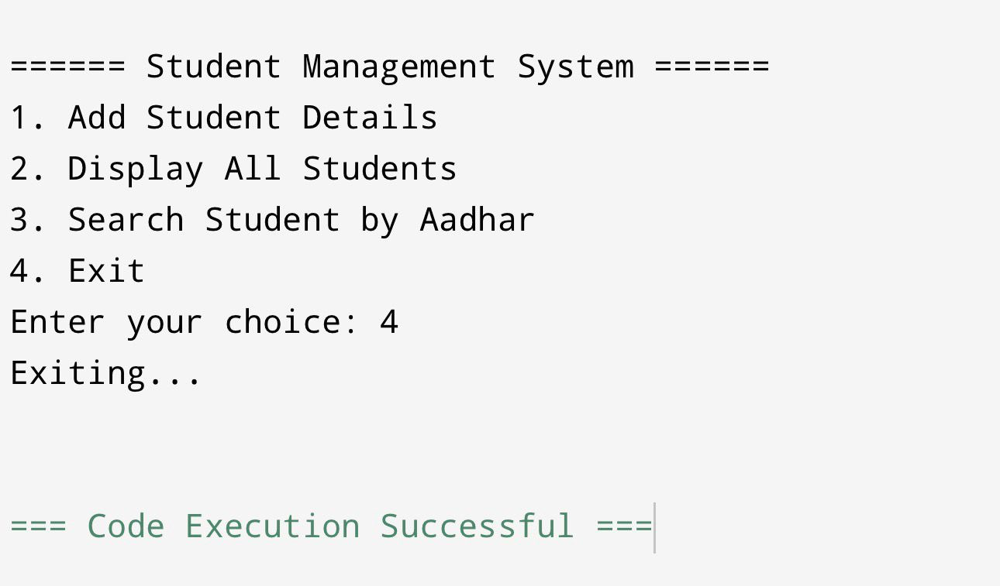 ====== Student Management System ======
1. Add Student Details
2. Display All Students
3. Search Student by Aadhar
4. Exit
Enter your choice: 4
Exiting...
=== Code Execution Successful ===